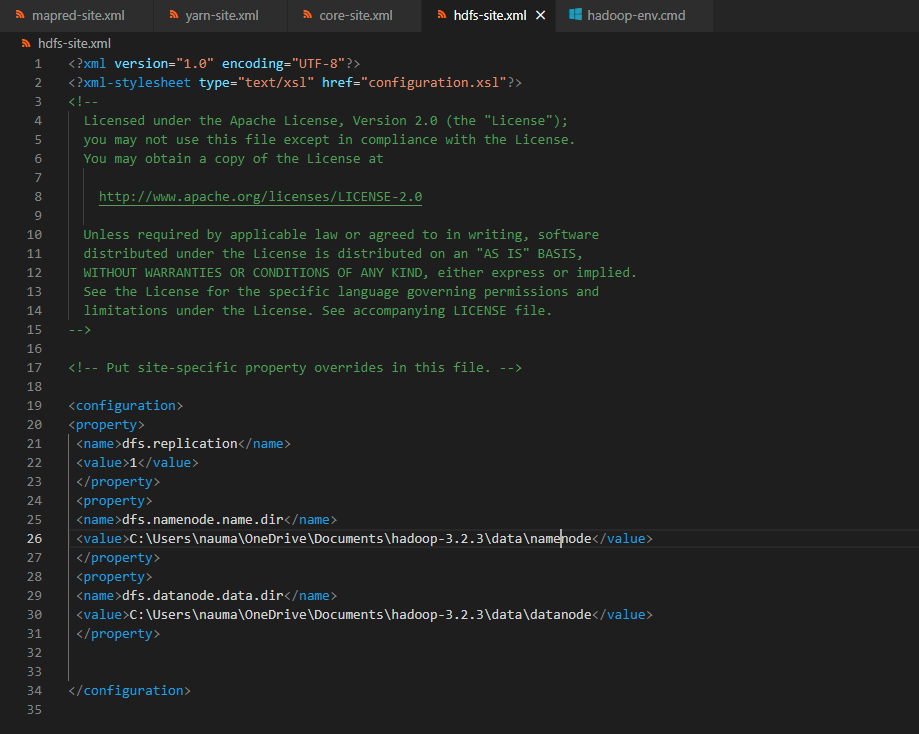 mapred-site.xml yarn-site.xml core-site.xml hdfs-site.xml hadoop-env.cmd
hdfs-site.xml
1 <?xml version="1.0" encoding="UTF-8"?>
2 <?xml-stylesheet type="text/xsl" href="configuration.xsl"?>
3 <!--
4 Licensed under the Apache License, Version 2.0 (the "License");
5 you may not use this file except in compliance with the License.
6 You may obtain a copy of the License at
7
8 http://www.apache.org/licenses/LICENSE-2.0
9
10 Unless required by applicable law or agreed to in writing, software
11 distributed under the License is distributed on an "AS IS" BASIS,
12 WITHOUT WARRANTIES OR CONDITIONS OF ANY KIND, either express or implied.
13 See the License for the specific language governing permissions and
14 limitations under the License. See accompanying LICENSE file.
15 -->
16
17 <!-- Put site-specific property overrides in this file. -->
18
19 <configuration>
20 <property>
21 <name>dfs.replication</name>
22 <value>1</value>
23 </property>
24 <property>
25 <name>dfs.namenode.name.dir</name>
26 <value>C:\Users\nauma\OneDrive\Documents\hadoop-3.2.3\data\namenode</value>
27 </property>
28 <property>
29 <name>dfs.datanode.data.dir</name>
30 <value>C:\Users\nauma\OneDrive\Documents\hadoop-3.2.3\data\datanode</value>
31 </property>
32
33
34 </configuration>
35